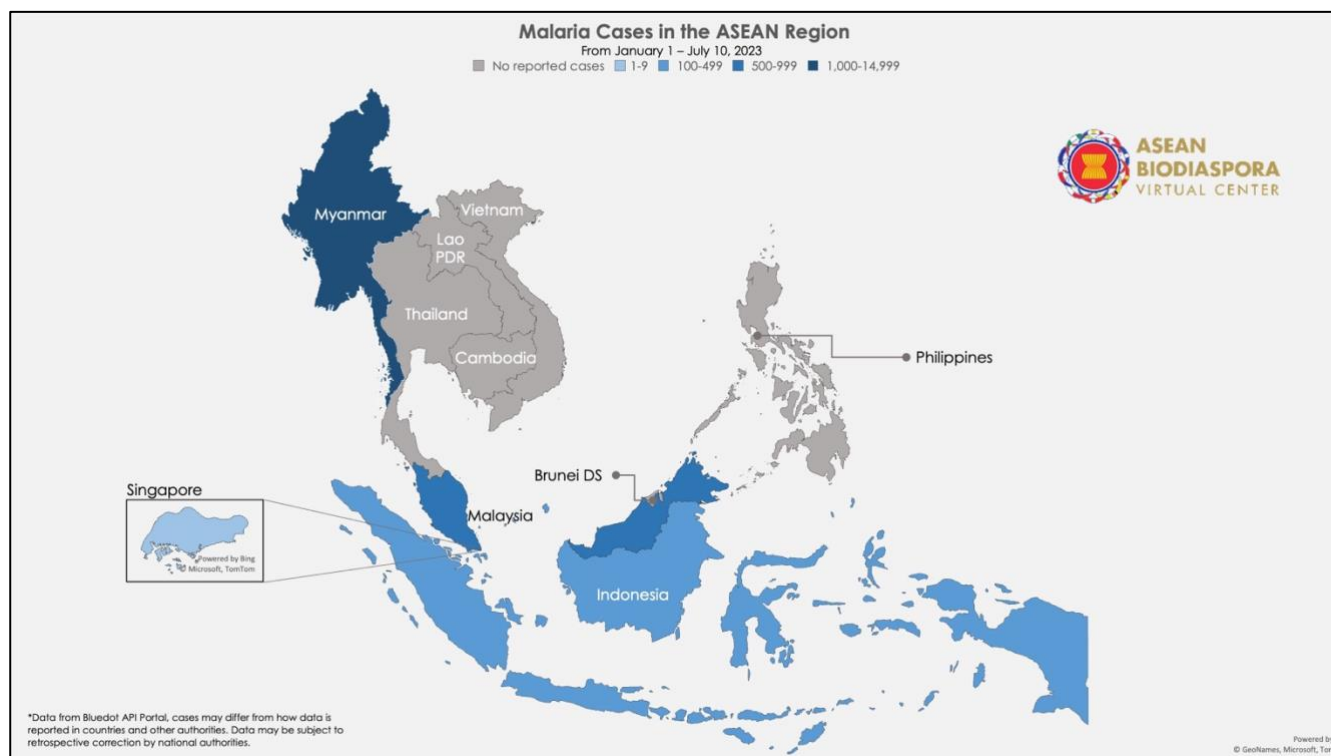 Malaria Cases in the ASEAN Region
From January 1 – July 10, 2023
No reported cases 1-9 100-499 500-999 1,000-14,999
ASEAN
BIODIASPORA
VIRTUAL CENTER
Myanmar
Vietnam
Lao
PDR
Thailand
Cambodia
Philippines
Brunei DS
Singapore
Malaysia
Powered by Bing
Microsoft, TomTom
Indonesia
*Data from Bluedot API Portal, cases may differ from how data is
reported in countries and other authorities. Data may be subject to
retrospective correction by national authorities.
Powered by
© GeoNames, Microsoft,